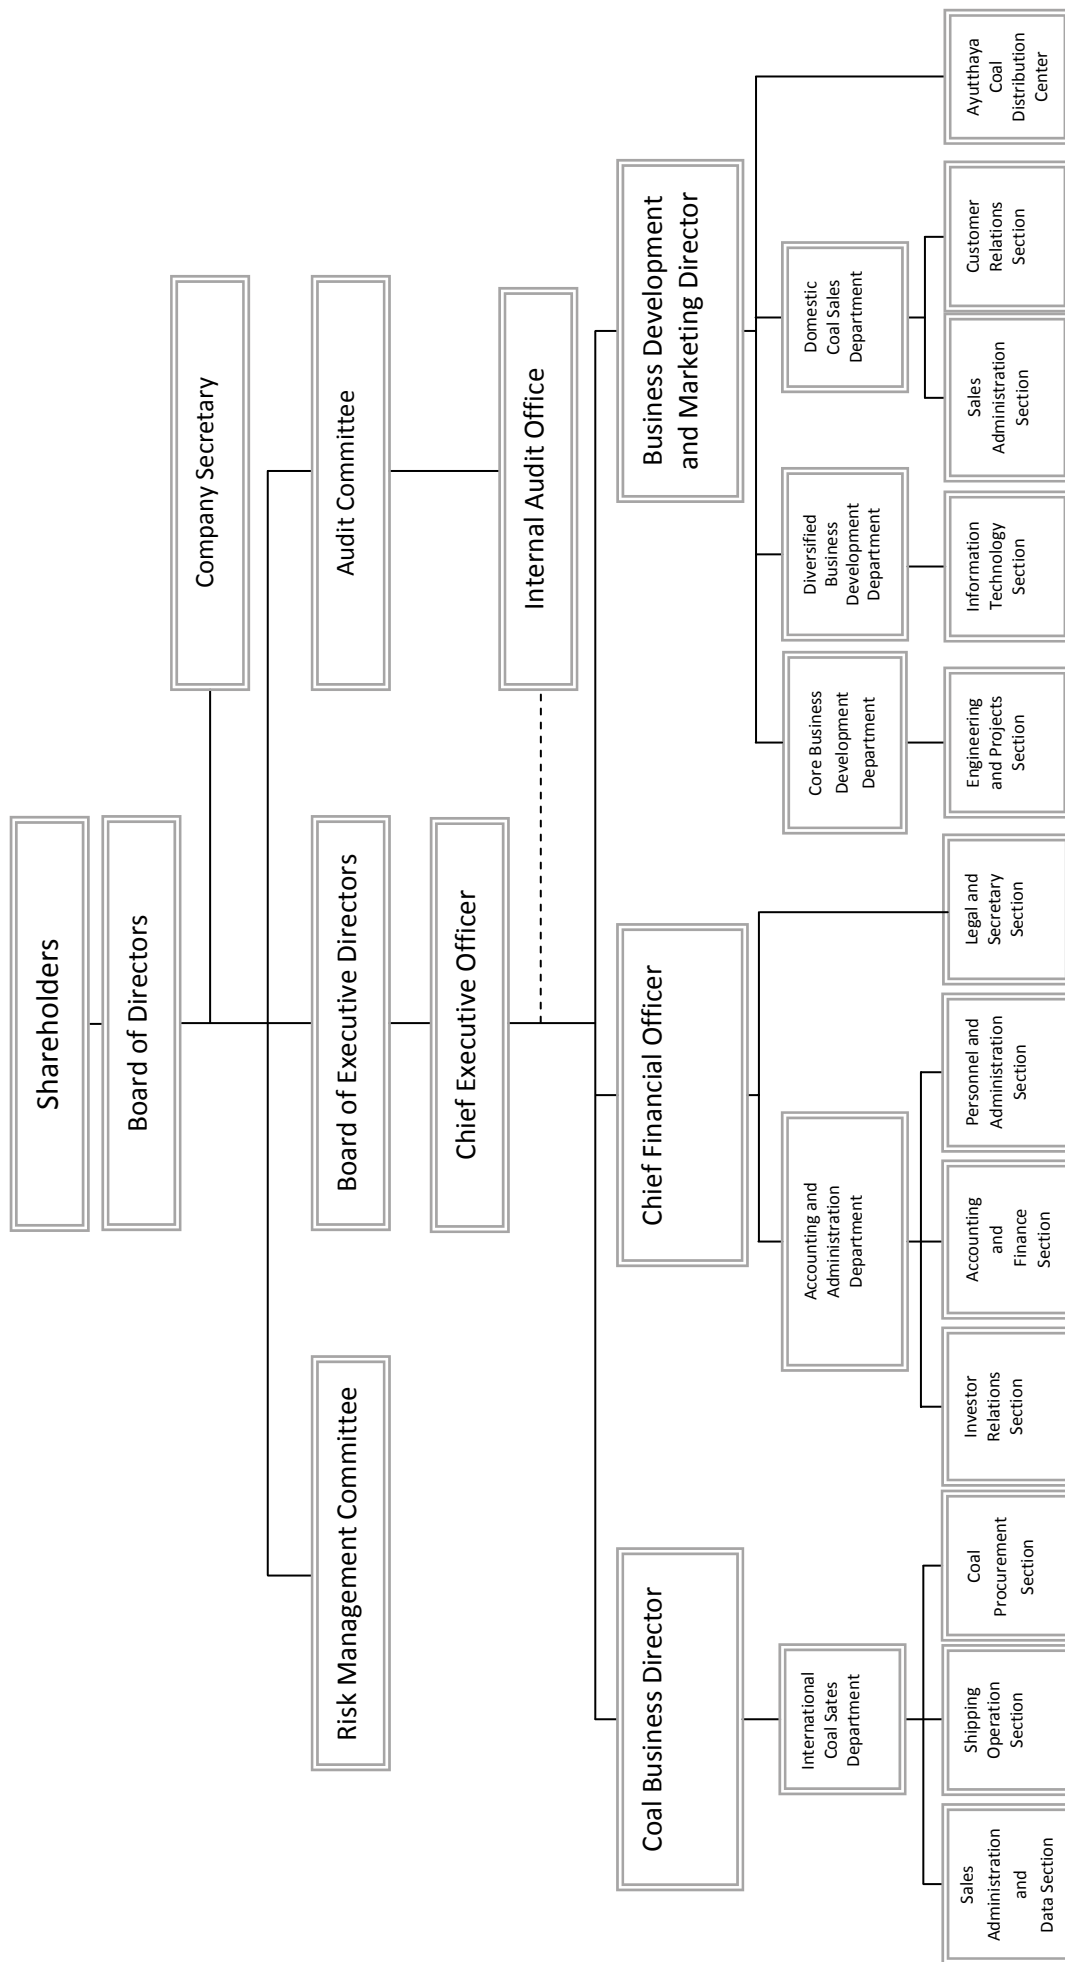 Shareholders
Board of Directors
Company Secretary
Risk Management Committee
Board of Executive Directors
Audit Committee
Chief Executive Officer
Internal Audit Office
Coal Business Director
Chief Financial Officer
Business Development
and Marketing Director
International
Coal Sates
Department
Accounting and
Administration
Department
Core Business
Development
Department
Diversified
Business
Development
Department
Domestic
Coal Sales
Department
Sales
Administration
and
Data Section
Shipping
Operation
Section
Coal
Procurement
Section
Investor
Relations
Section
Accounting
and
Finance
Section
Personnel and
Administration
Section
Legal and
Secretary
Section
Engineering
and Projects
Section
Information
Technology
Section
Sales
Administration
Section
Customer
Relations
Section
Ayutthaya
Coal
Distribution
Center